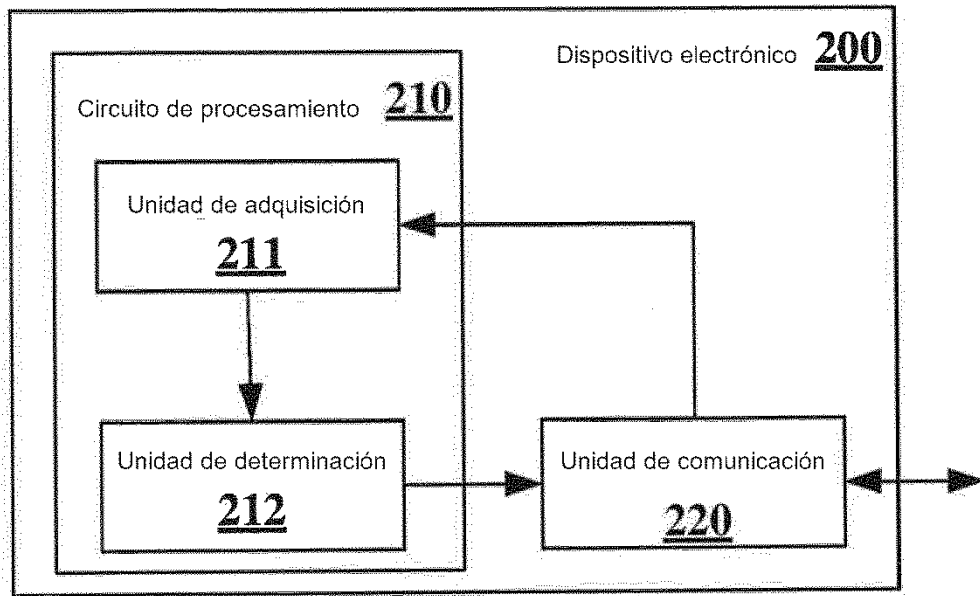 Dispositivo electrónico 200
Circuito de procesamiento 210
Unidad de adquisición
211
Unidad de determinación
212
Unidad de comunicación
220